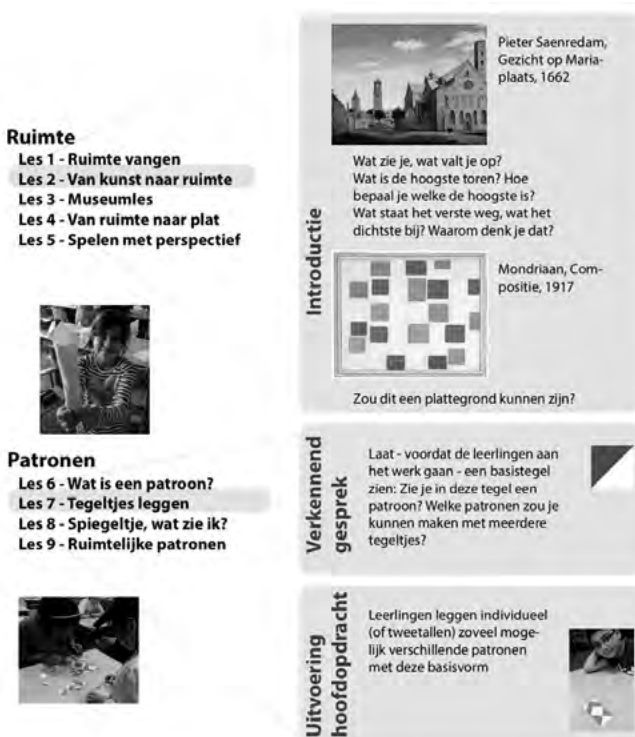 Ruimte
Les 1 - Ruimte vangen
Les 2 - Van kunst naar ruimte
Les 3 - Museumles
Les 4 - Van ruimte naar plat
Les 5 - Spelen met perspectief
Patronen
Les 6 - Wat is een patroon?
Les 7 - Tegeltjes leggen
Les 8 - Spiegeltje, wat zie ik?
Les 9 - Ruimtelijke patronen
Introductie
Pieter Saenredam,
Gezicht op Maria-
plaats, 1662
Wat zie je, wat valt je op?
Wat is de hoogste toren? Hoe
bepaal je welke de hoogste is?
Wat staat het verste weg, wat het
dichtste bij? Waarom denk je dat?
Mondriaan, Com-
positie, 1917
Zou dit een plattegrond kunnen zijn?
Verkennend
gesprek
Laat - voordat de leerlingen aan
het werk gaan - een basistegel
zien: Zie je in deze tegel een
patroon? Welke patronen zou je
kunnen maken met meerdere
tegeltjes?
Uitvoering
hoofdopdracht
Leerlingen leggen individueel
(of tweetallen) zoveel moge-
lijk verschillende patronen
met deze basisvorm